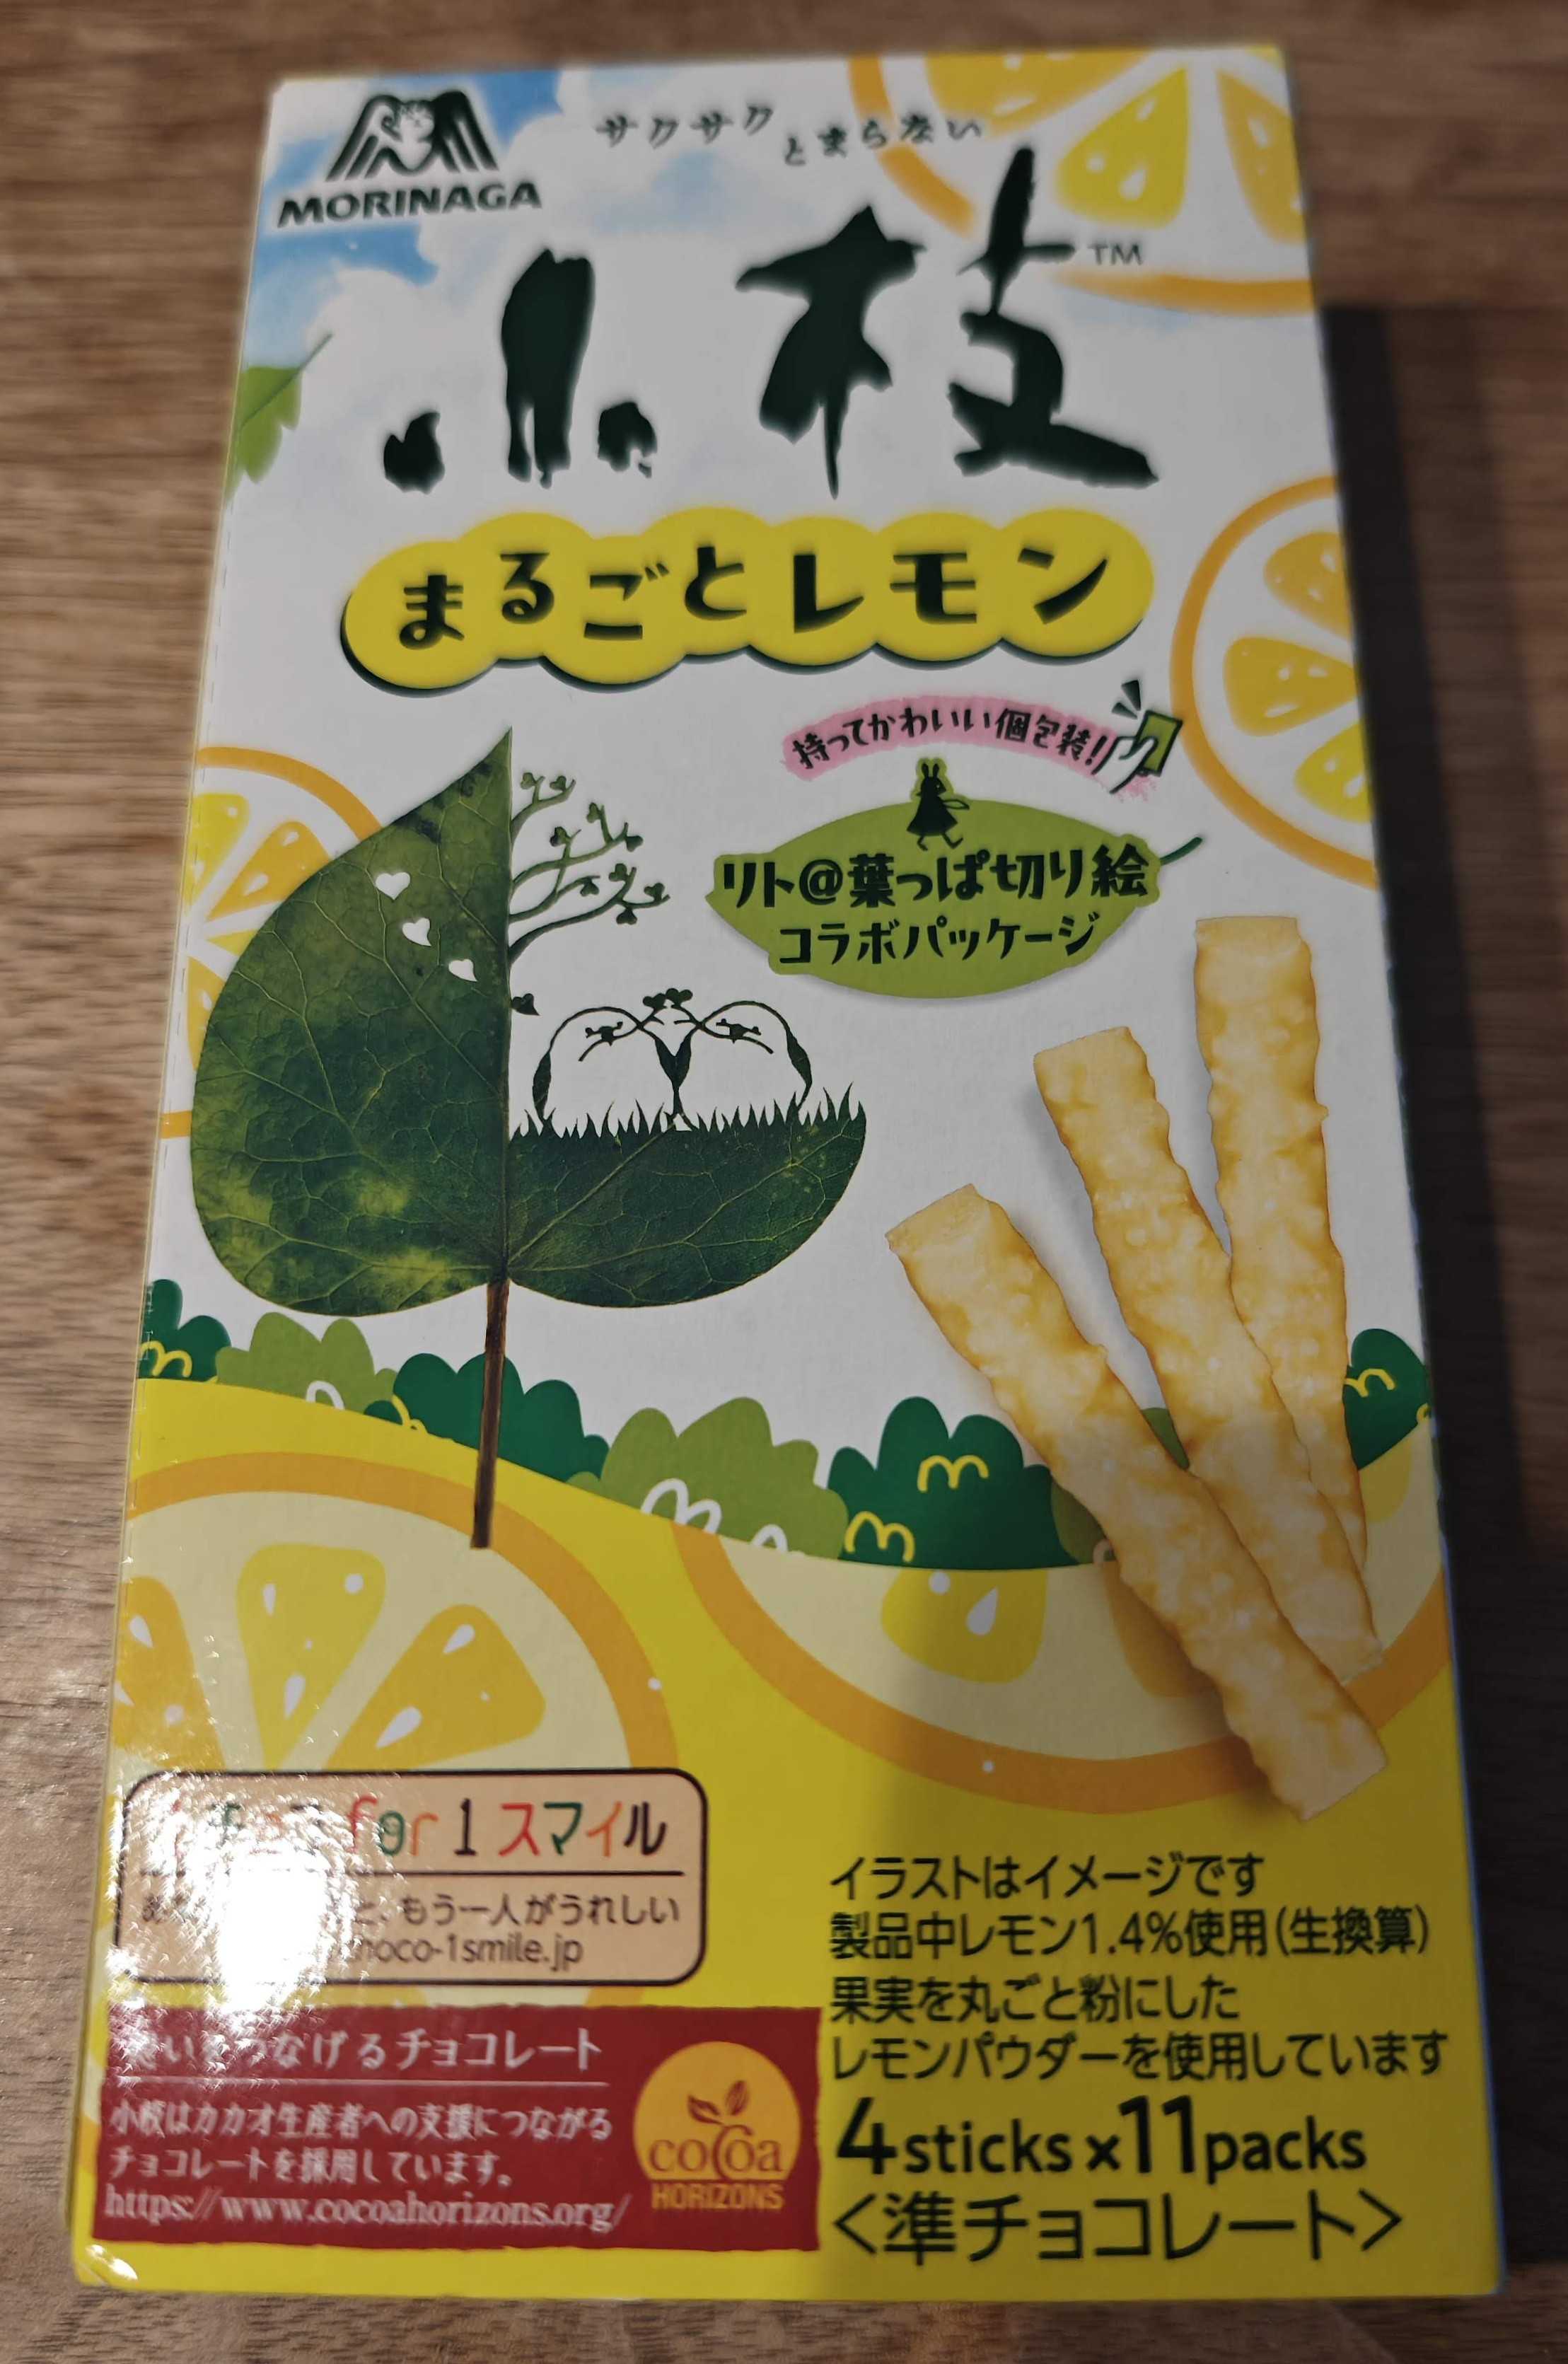 MORINAGA
サクサク
とまらない
小枝™
まるごとレモン
持ってかわいい個包装!
リト@葉っぱ切り絵
コラボパッケージ
for 1 スマイル
と、もう一人がうれしい
choco-1smile.jp
つなげるチョコレート
小枝はカカオ生産者への支援につながる
チョコレートを採用しています。
https://www.cocoahorizons.org/
cocoa
HORIZONS
イラストはイメージです
製品中レモン1.4%使用(生換算)
果実を丸ごと粉にした
レモンパウダーを使用しています
4sticks×11packs
<準チョコレート>